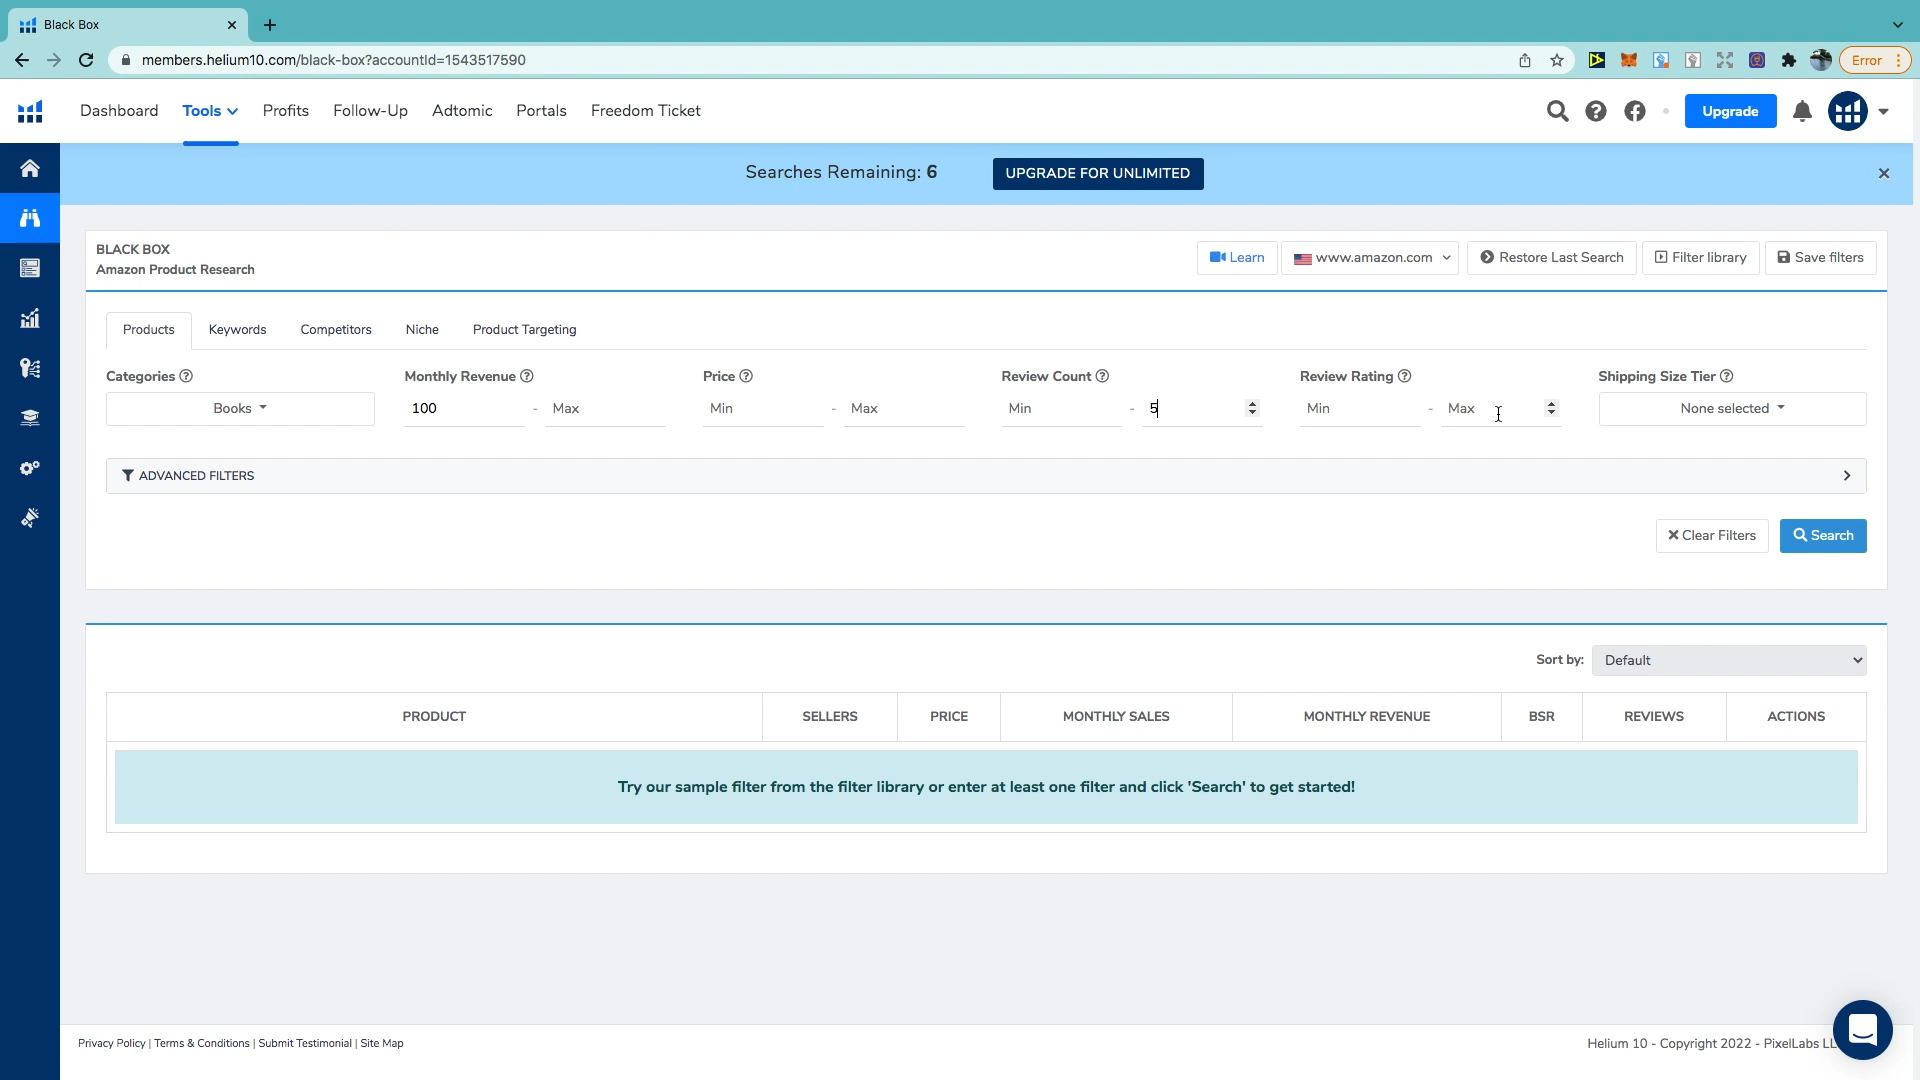 Black Box
members.helium10.com/black-box?accountId=1543517590
Error
Dashboard Tools Profits Follow-Up Adtomic Portals Freedom Ticket
Upgrade
Searches Remaining: 6 UPGRADE FOR UNLIMITED
BLACK BOX
Amazon Product Research
Learn www.amazon.com Restore Last Search Filter library Save filters
Products Keywords Competitors Niche Product Targeting
Categories Monthly Revenue Price Review Count Review Rating Shipping Size Tier
Books 100 - Max Min - Max Min - 5 Min - Max None selected
ADVANCED FILTERS
Clear Filters Search
Sort by: Default
PRODUCT SELLERS PRICE MONTHLY SALES MONTHLY REVENUE BSR REVIEWS ACTIONS
Try our sample filter from the filter library or enter at least one filter and click 'Search' to get started!
Privacy Policy | Terms & Conditions | Submit Testimonial | Site Map
Helium 10 - Copyright 2022 - PixelLabs